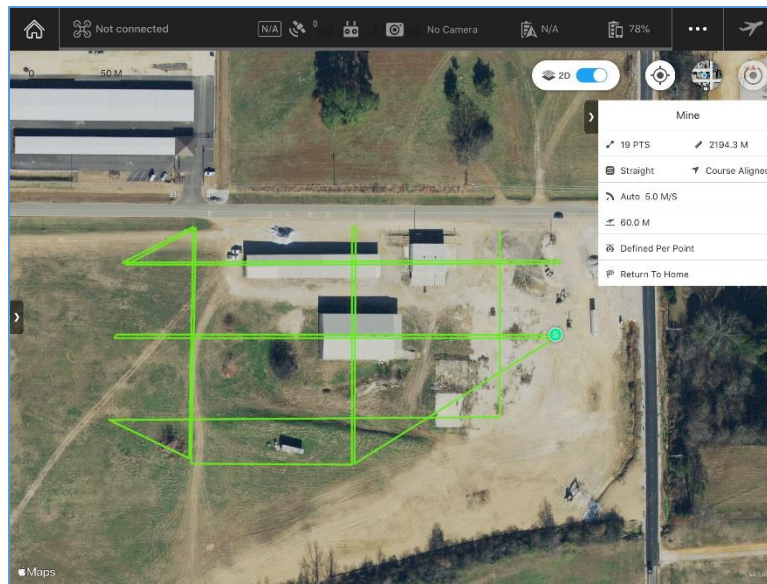 Not connected
N/A
0
No Camera
N/A
78%
0 50 M
2D
Mine
19 PTS
2194.3 M
Straight
Course Aligned
Auto 5.0 M/S
60.0 M
Defined Per Point
Return To Home
S
Maps